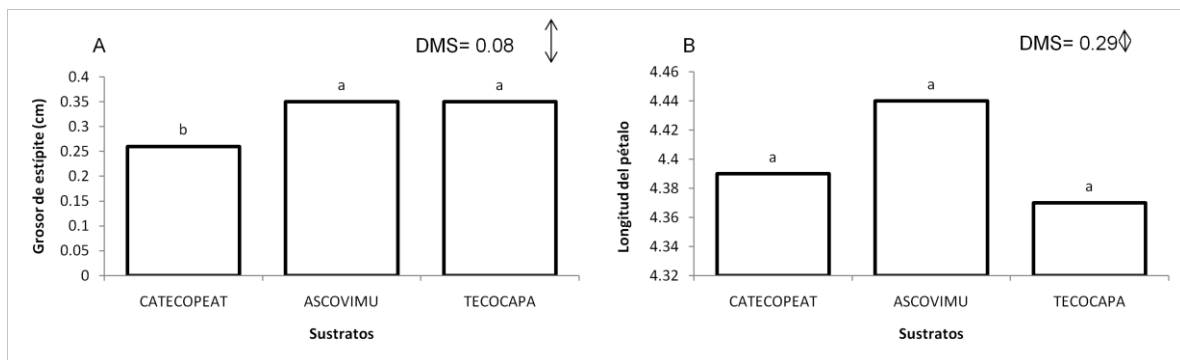 A
DMS= 0.08
Grosor de estípite (cm)
0.4
0.35
0.3
0.25
0.2
0.15
0.1
0.05
0
b
a
a
CATECOPEAT ASCOVIMU TECOCAPA
Sustratos
B
DMS= 0.29
Longitud del pétalo
4.46
4.44
4.42
4.4
4.38
4.36
4.34
4.32
a
a
a
CATECOPEAT ASCOVIMU TECOCAPA
Sustratos